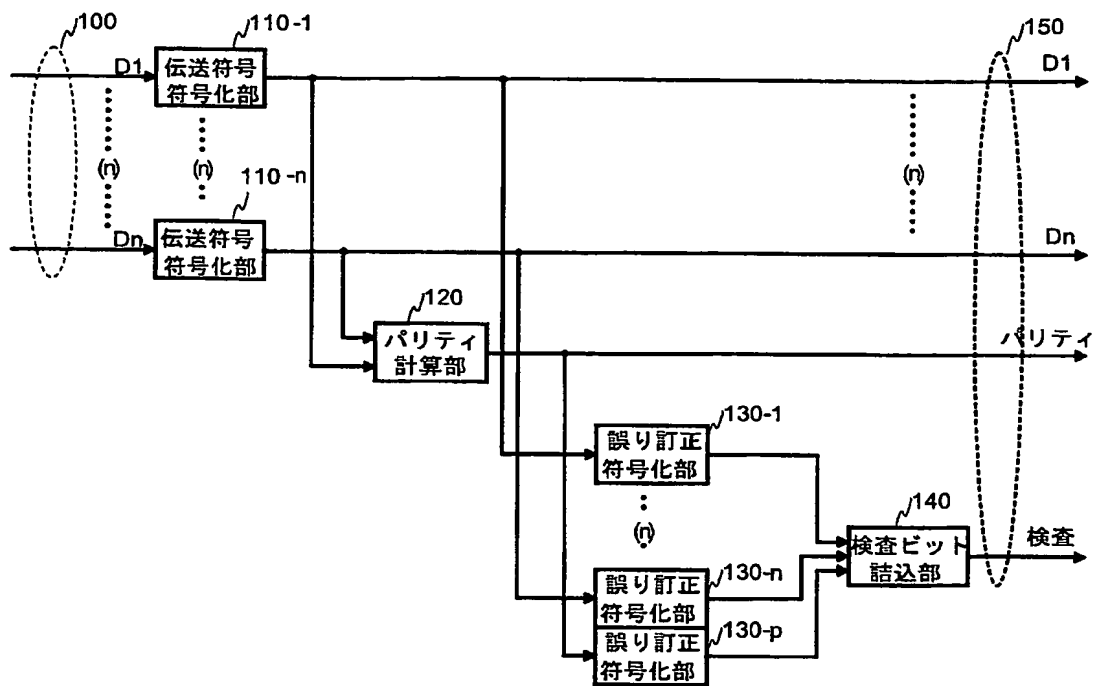 100
110-1
150
D1
伝送符号
符号化部
D1
(n)
(n)
(n)
110-n
Dn
伝送符号
符号化部
Dn
120
パリティ
計算部
パリティ
130-1
誤り訂正
符号化部
(n)
140
検査ビット
詰込部
検査
130-n
誤り訂正
符号化部
130-p
誤り訂正
符号化部